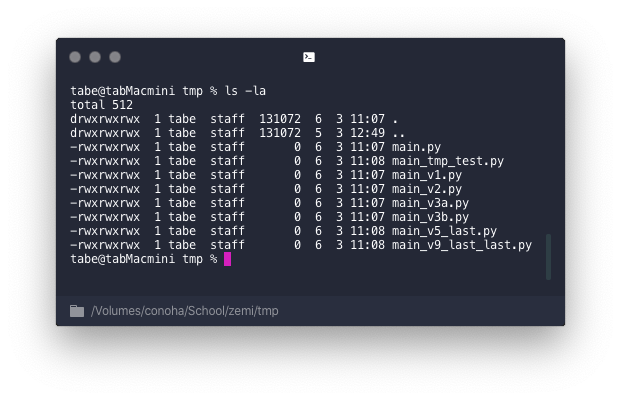 tabe@tabMacmini tmp % ls -la
total 512
drwxrwxrwx  1 tabe  staff  131072  6  3 11:07 .
drwxrwxrwx  1 tabe  staff  131072  5  3 12:49 ..
-rwxrwxrwx  1 tabe  staff       0  6  3 11:07 main.py
-rwxrwxrwx  1 tabe  staff       0  6  3 11:08 main_tmp_test.py
-rwxrwxrwx  1 tabe  staff       0  6  3 11:07 main_v1.py
-rwxrwxrwx  1 tabe  staff       0  6  3 11:07 main_v2.py
-rwxrwxrwx  1 tabe  staff       0  6  3 11:07 main_v3a.py
-rwxrwxrwx  1 tabe  staff       0  6  3 11:07 main_v3b.py
-rwxrwxrwx  1 tabe  staff       0  6  3 11:08 main_v5_last.py
-rwxrwxrwx  1 tabe  staff       0  6  3 11:08 main_v9_last_last.py
tabe@tabMacmini tmp %
/Volumes/conoha/School/zemi/tmp